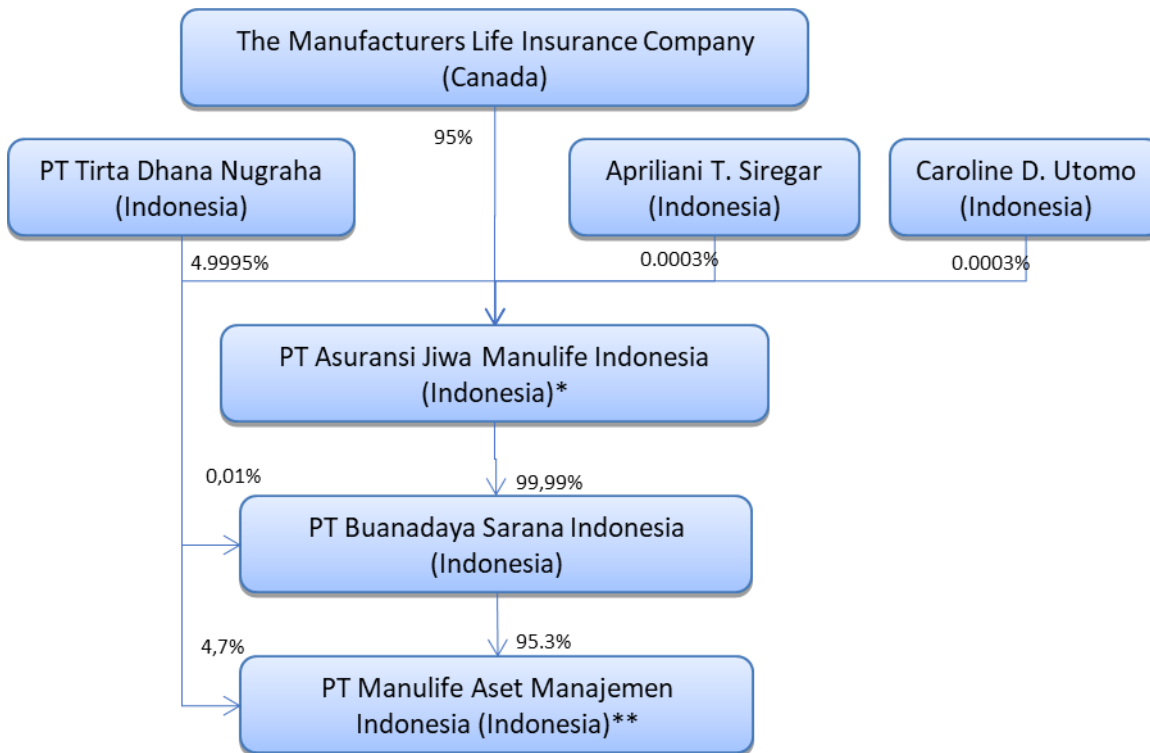 The Manufacturers Life Insurance Company
(Canada)
95%
PT Tirta Dhana Nugraha
(Indonesia)
Apriliani T. Siregar
(Indonesia)
Caroline D. Utomo
(Indonesia)
4.9995%
0.0003%
0.0003%
PT Asuransi Jiwa Manulife Indonesia
(Indonesia)*
0,01%
99,99%
PT Buanadaya Sarana Indonesia
(Indonesia)
4,7%
95.3%
PT Manulife Aset Manajemen
Indonesia (Indonesia)**